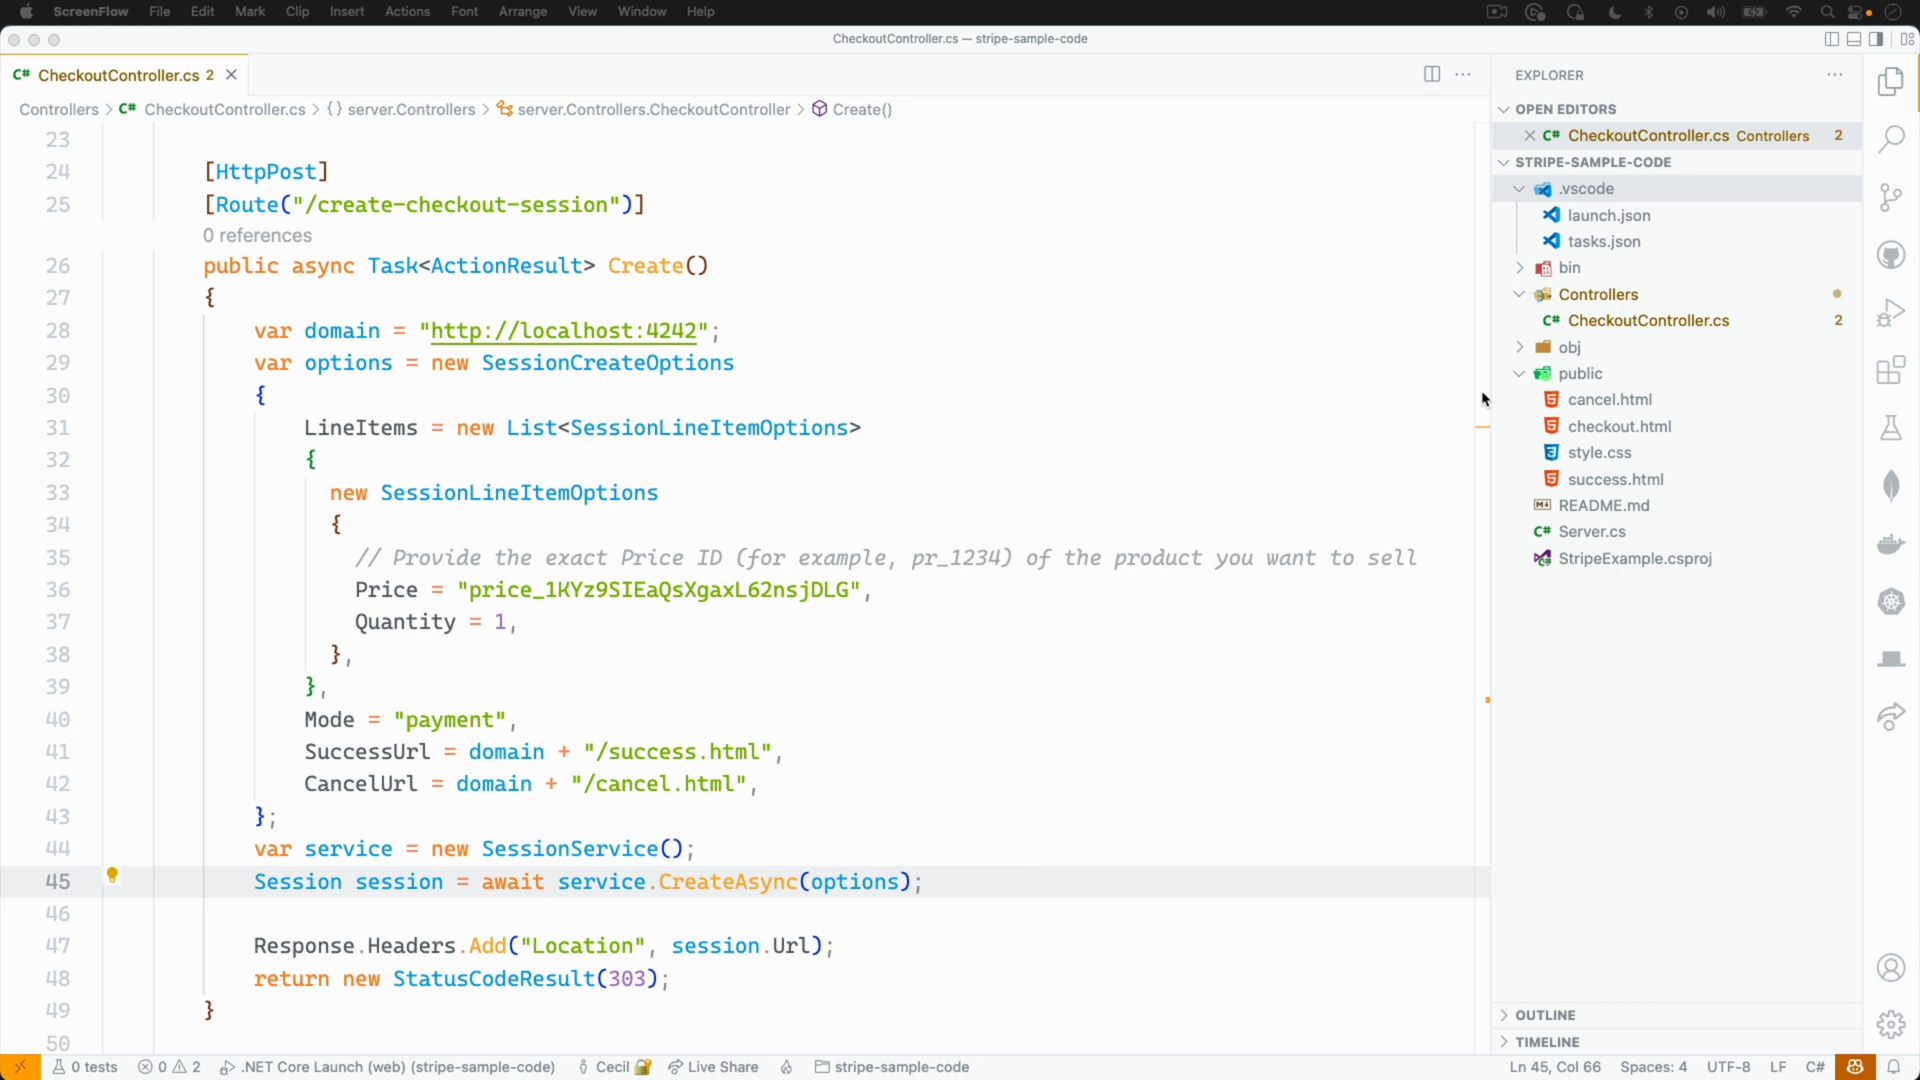 ScreenFlow File Edit Mark Clip Insert Actions Font Arrange View Window Help
CheckoutController.cs — stripe-sample-code
C# CheckoutController.cs 2
Controllers > C# CheckoutController.cs > {} server.Controllers > server.Controllers.CheckoutController > Create()
23
24 [HttpPost]
25 [Route("/create-checkout-session")]
0 references
26 public async Task<ActionResult> Create()
27 {
28 var domain = "http://localhost:4242";
29 var options = new SessionCreateOptions
30 {
31 LineItems = new List<SessionLineItemOptions>
32 {
33 new SessionLineItemOptions
34 {
35 // Provide the exact Price ID (for example, pr_1234) of the product you want to sell
36 Price = "price_1KYz9SIEaQsXgaxL62nsjDLG",
37 Quantity = 1,
38 },
39 },
40 Mode = "payment",
41 SuccessUrl = domain + "/success.html",
42 CancelUrl = domain + "/cancel.html",
43 };
44 var service = new SessionService();
45 Session session = await service.CreateAsync(options);
46
47 Response.Headers.Add("Location", session.Url);
48 return new StatusCodeResult(303);
49 }
50
EXPLORER
OPEN EDITORS
C# CheckoutController.cs Controllers 2
STRIPE-SAMPLE-CODE
.vscode
launch.json
tasks.json
bin
Controllers
C# CheckoutController.cs 2
obj
public
cancel.html
checkout.html
style.css
success.html
README.md
C# Server.cs
StripeExample.csproj
OUTLINE
TIMELINE
0 tests 0 2 .NET Core Launch (web) (stripe-sample-code) Cecil Live Share stripe-sample-code Ln 45, Col 66 Spaces: 4 UTF-8 LF C#